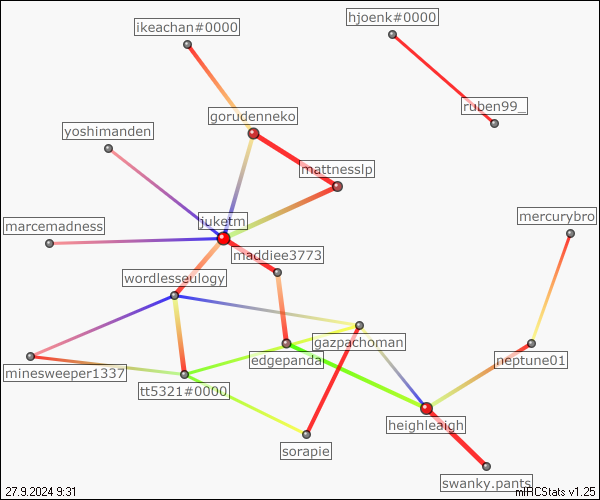 ikeachan#0000
hjoenk#0000
ruben99_
gorudenneko
yoshimanden
mattnesslp
mercurybro
juketm
marcemadness
maddiee3773
wordlesseulogy
gazpachoman
edgepanda
neptune01
minesweeper1337
tt5321#0000
heighleaigh
sorapie
swanky.pants
27.9.2024 9:31
mIRCStats v1.25